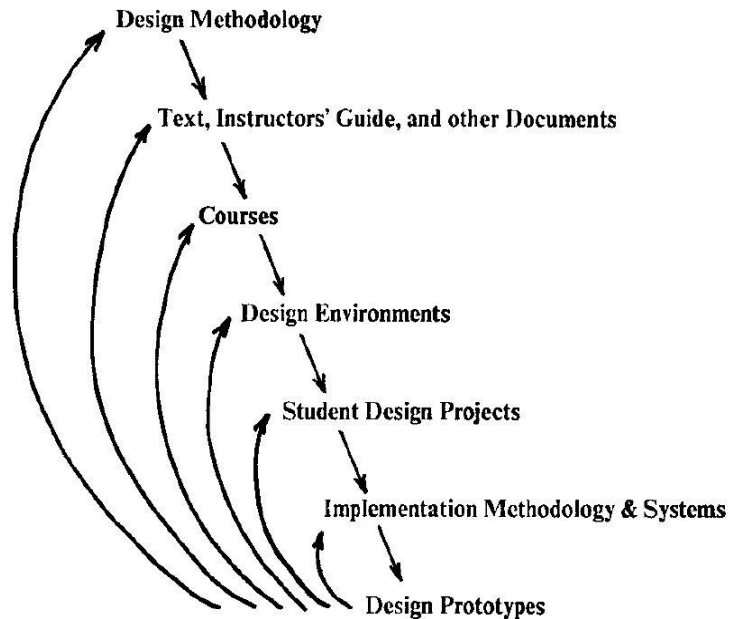 Design Methodology
Text, Instructors' Guide, and other Documents
Courses
Design Environments
Student Design Projects
Implementation Methodology & Systems
Design Prototypes